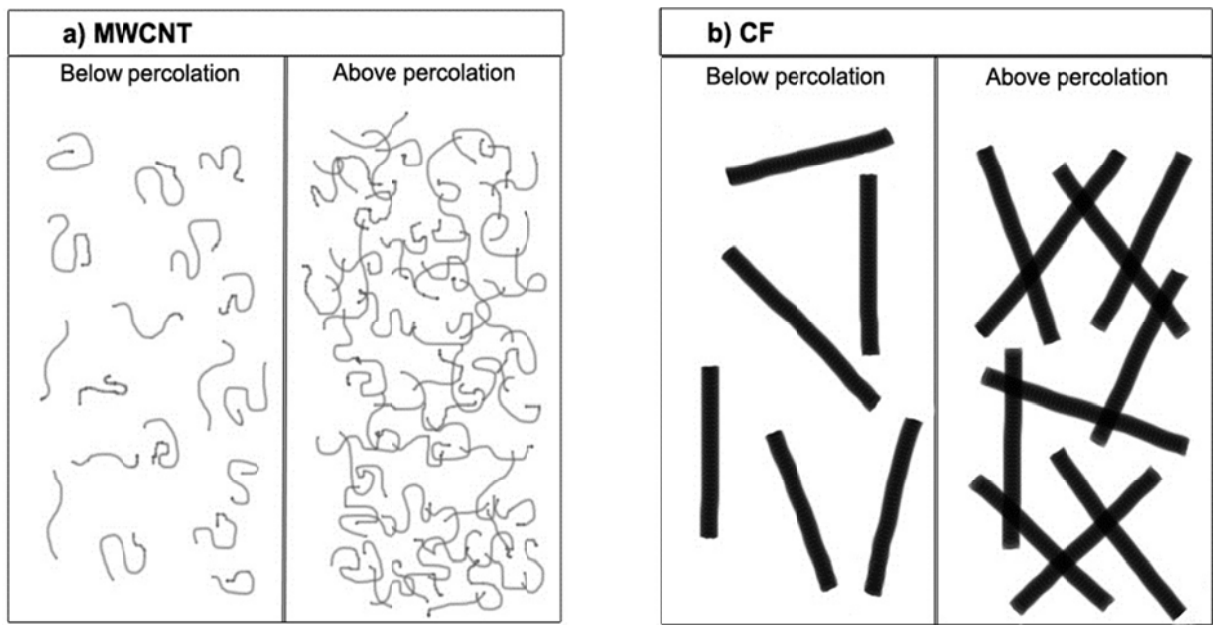 a) MWCNT
Below percolation
Above percolation
b) CF
Below percolation
Above percolation